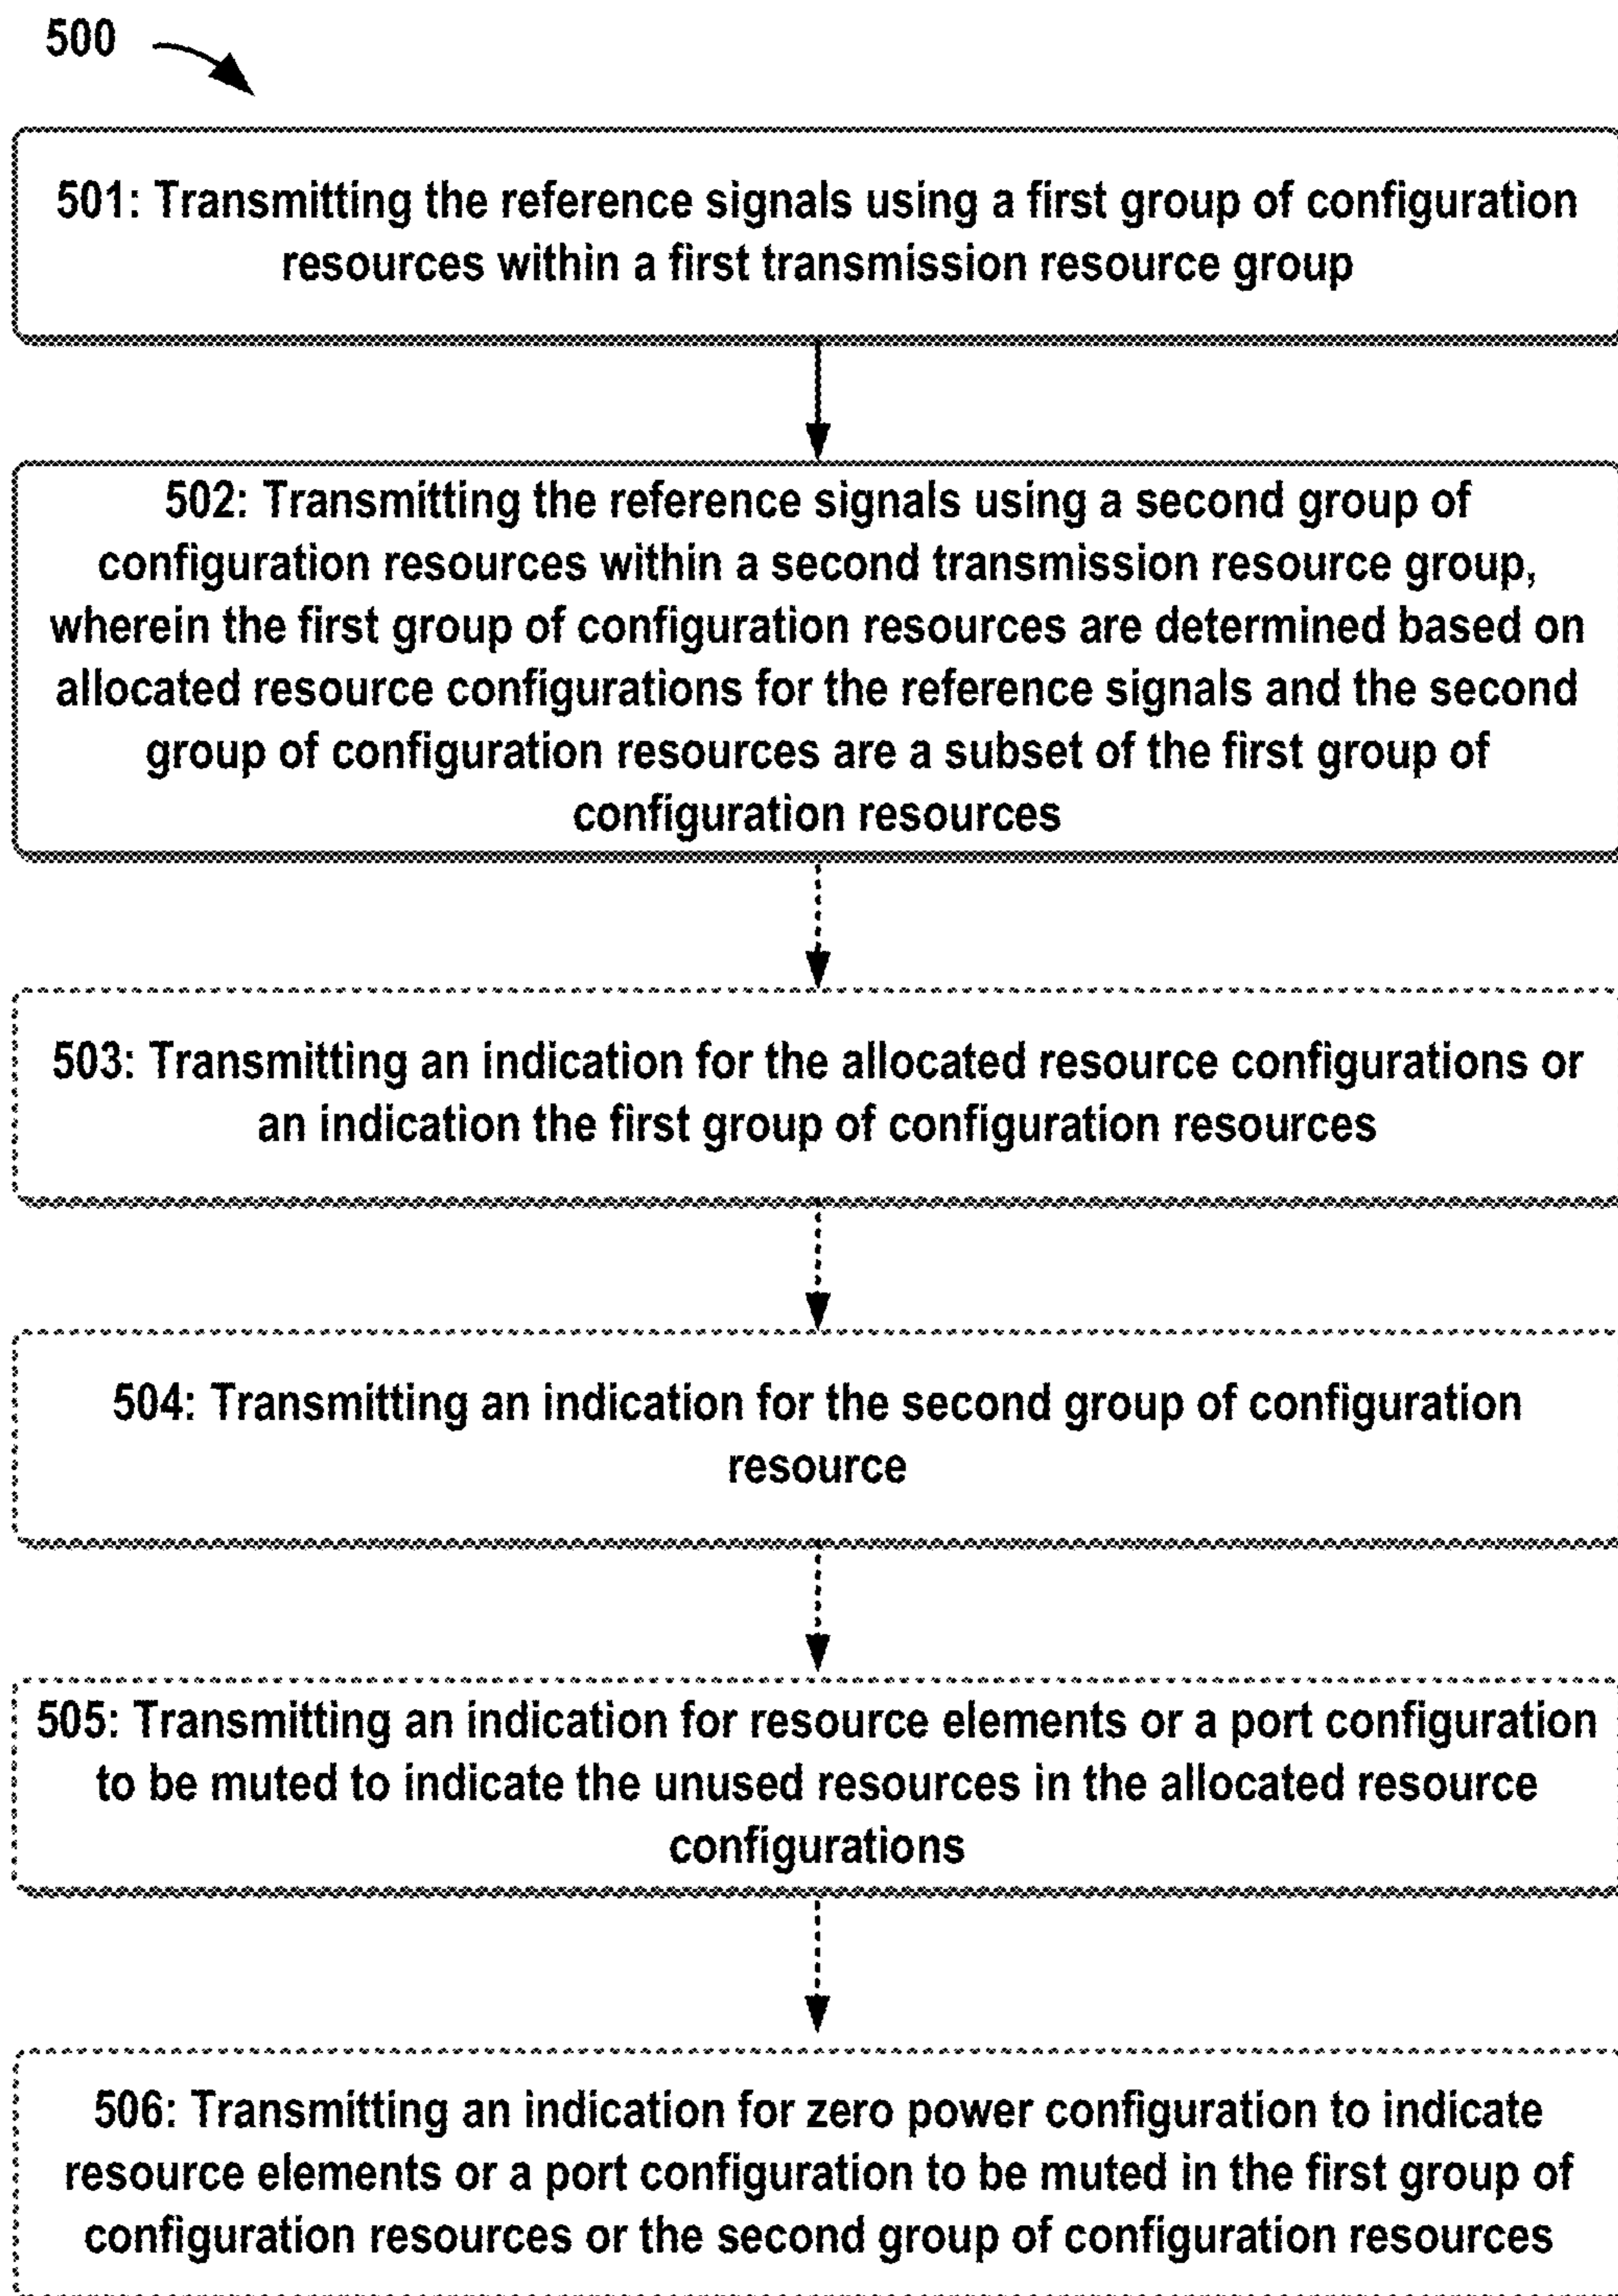 500
501: Transmitting the reference signals using a first group of configuration
resources within a first transmission resource group
502: Transmitting the reference signals using a second group of
configuration resources within a second transmission resource group,
wherein the first group of configuration resources are determined based on
allocated resource configurations for the reference signals and the second
group of configuration resources are a subset of the first group of
configuration resources
503: Transmitting an indication for the allocated resource configurations or
an indication the first group of configuration resources
504: Transmitting an indication for the second group of configuration
resource
505: Transmitting an indication for resource elements or a port configuration
to be muted to indicate the unused resources in the allocated resource
configurations
506: Transmitting an indication for zero power configuration to indicate
resource elements or a port configuration to be muted in the first group of
configuration resources or the second group of configuration resources